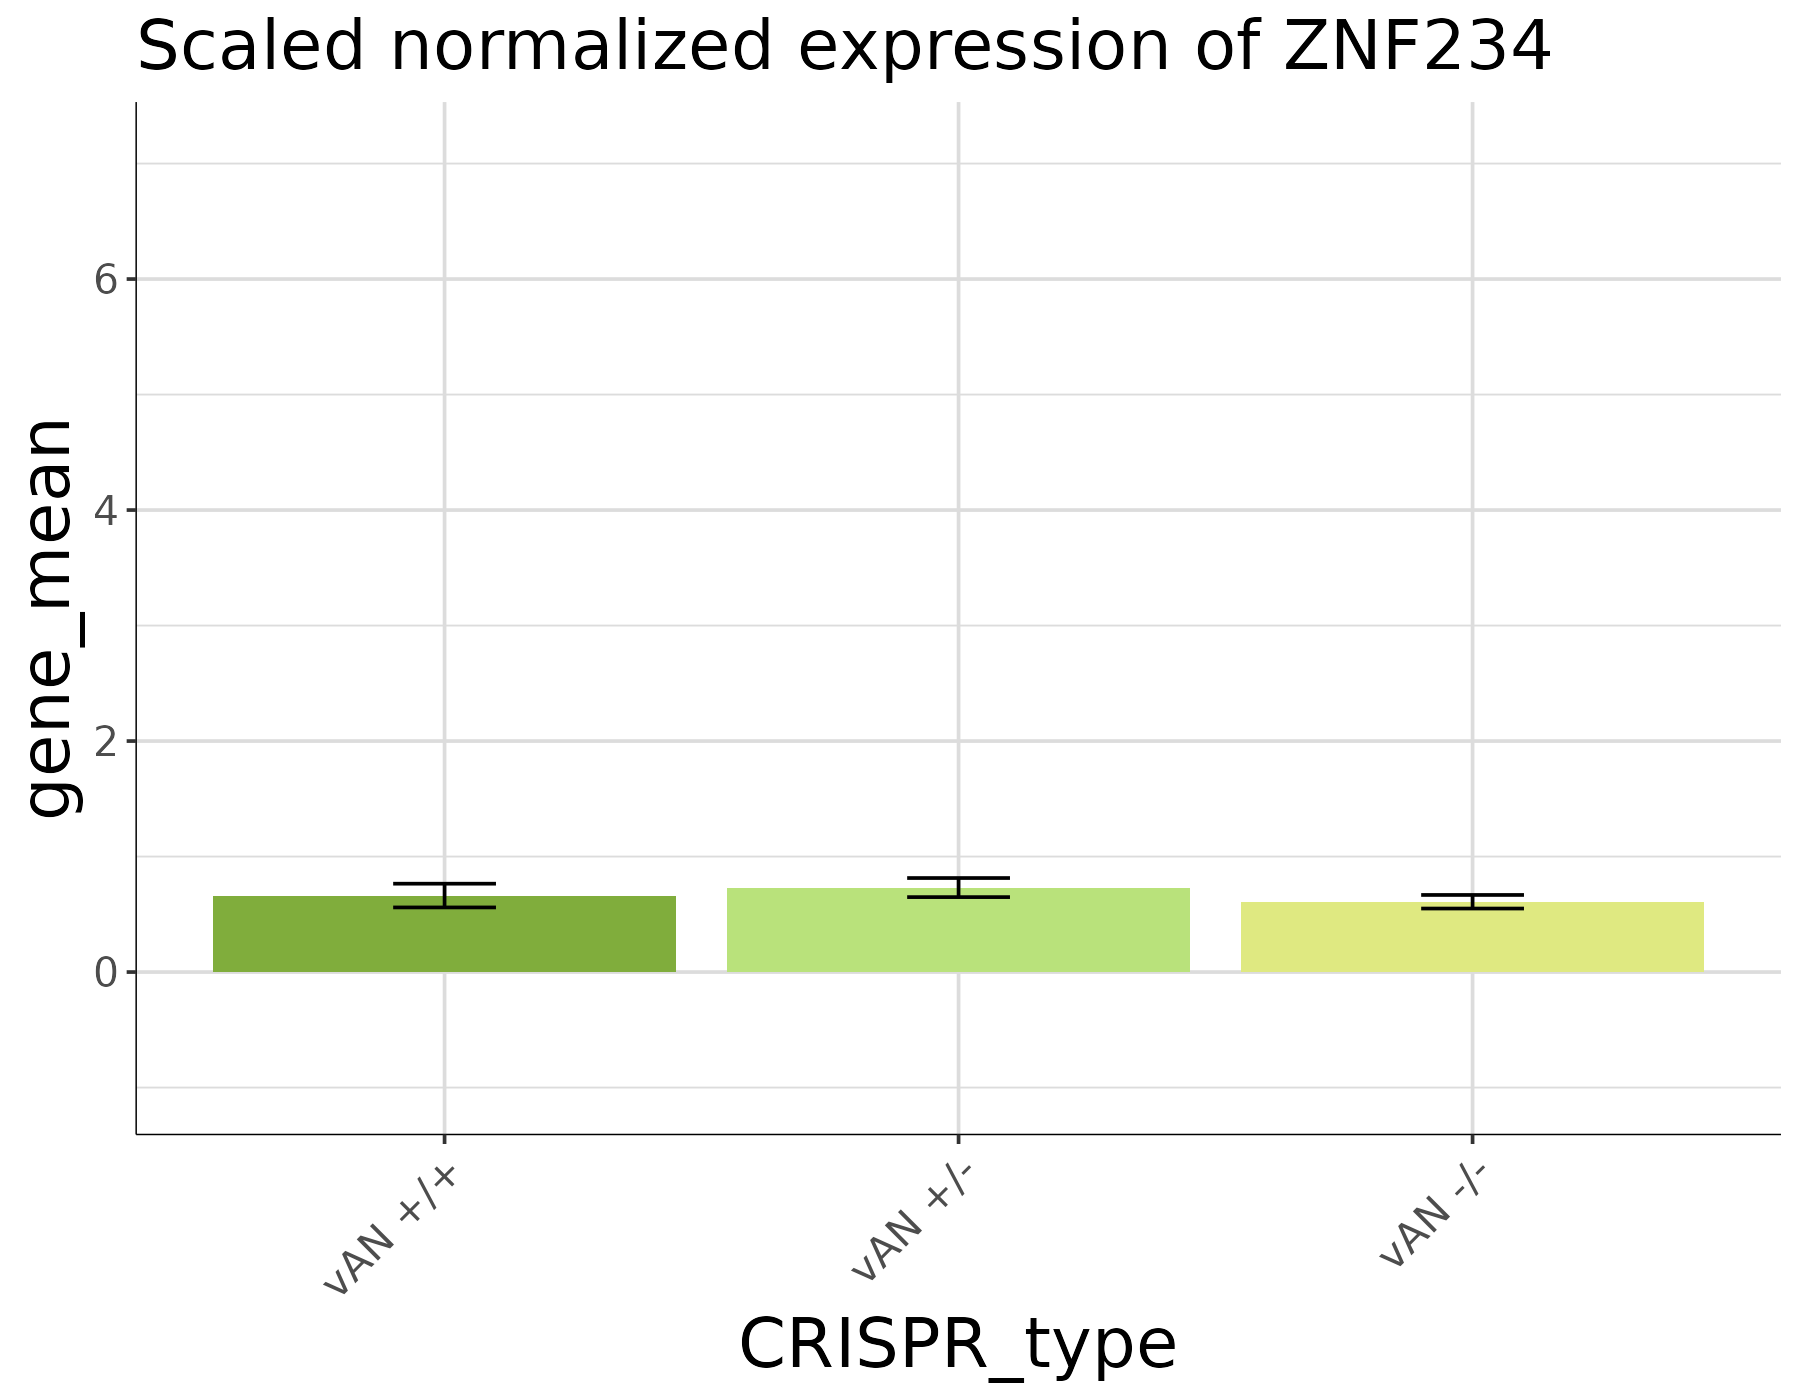 Scaled normalized expression of ZNF234
gene_mean
6
4
2
0
vAN +/+
vAN +/-
vAN -/-
CRISPR_type